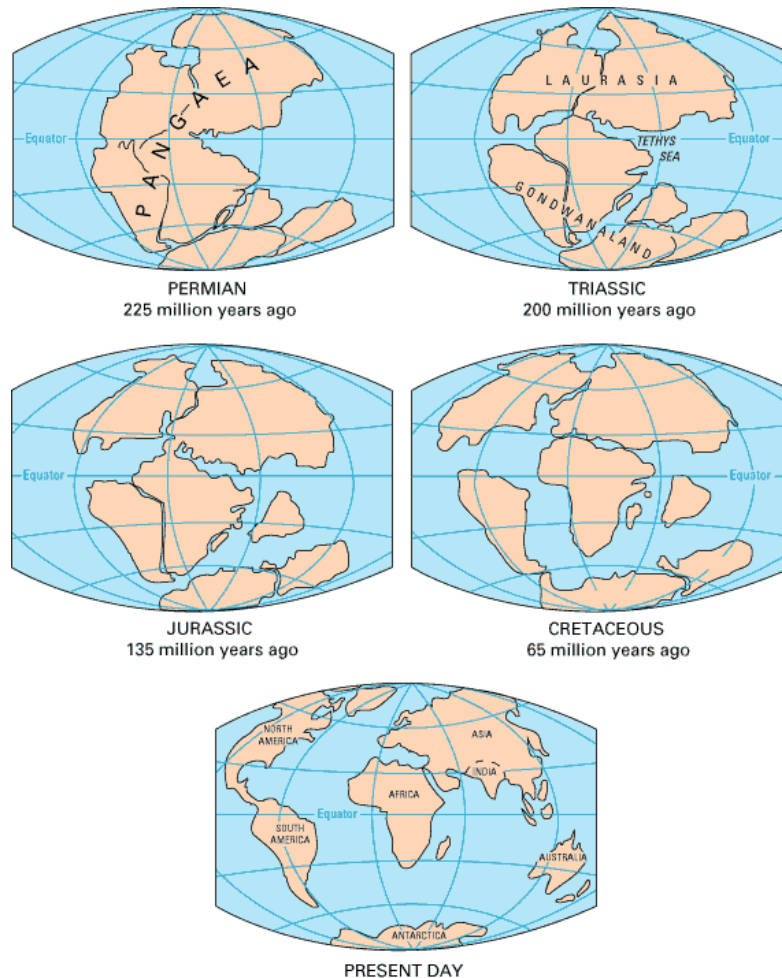 PANGAEA
Equator
PERMIAN
225 million years ago
LAURASIA
TETHYS
SEA
Equator
GONDWANALAND
TRIASSIC
200 million years ago
Equator
JURASSIC
135 million years ago
Equator
CRETACEOUS
65 million years ago
NORTH
AMERICA
ASIA
INDIA
AFRICA
Equator
SOUTH
AMERICA
AUSTRALIA
ANTARCTICA
PRESENT DAY